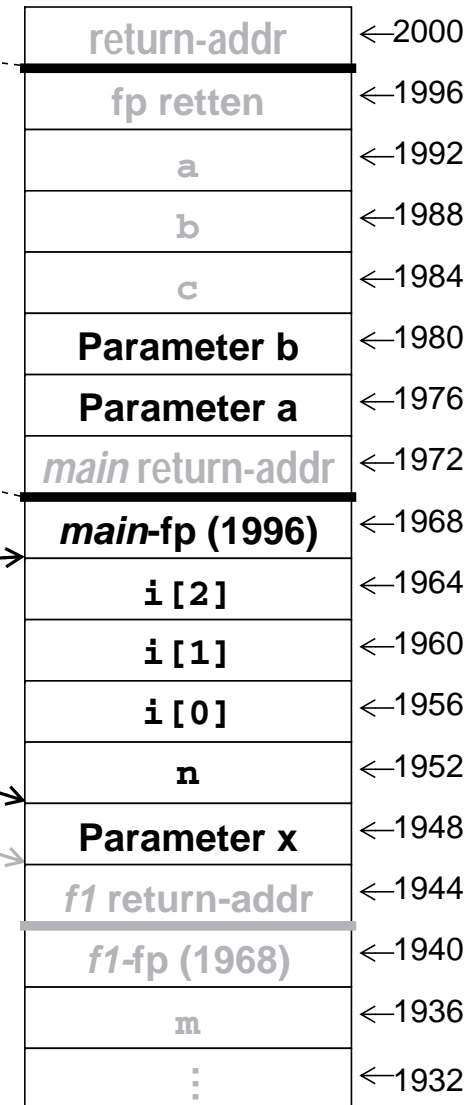 return-addr ←2000
fp retten ←1996
a ←1992
b ←1988
c ←1984
Parameter b ←1980
Parameter a ←1976
main return-addr ←1972
main-fp (1996) ←1968
i[2] ←1964
i[1] ←1960
i[0] ←1956
n ←1952
Parameter x ←1948
f1 return-addr ←1944
f1-fp (1968) ←1940
m ←1936
⋮ ←1932